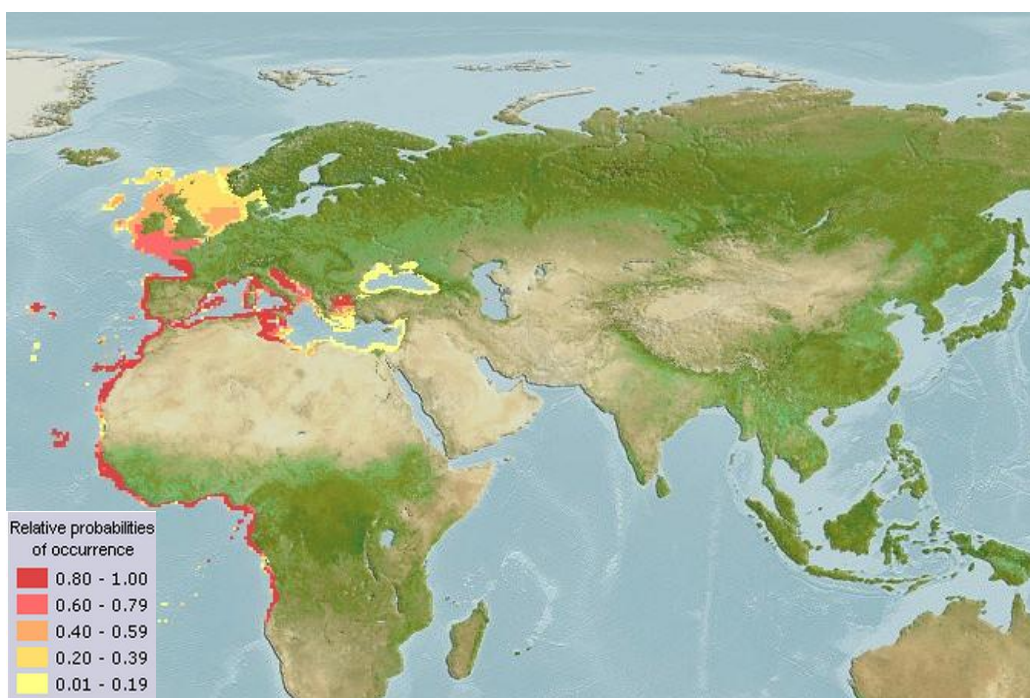 Relative probabilities
of occurrence
0.80 - 1.00
0.60 - 0.79
0.40 - 0.59
0.20 - 0.39
0.01 - 0.19